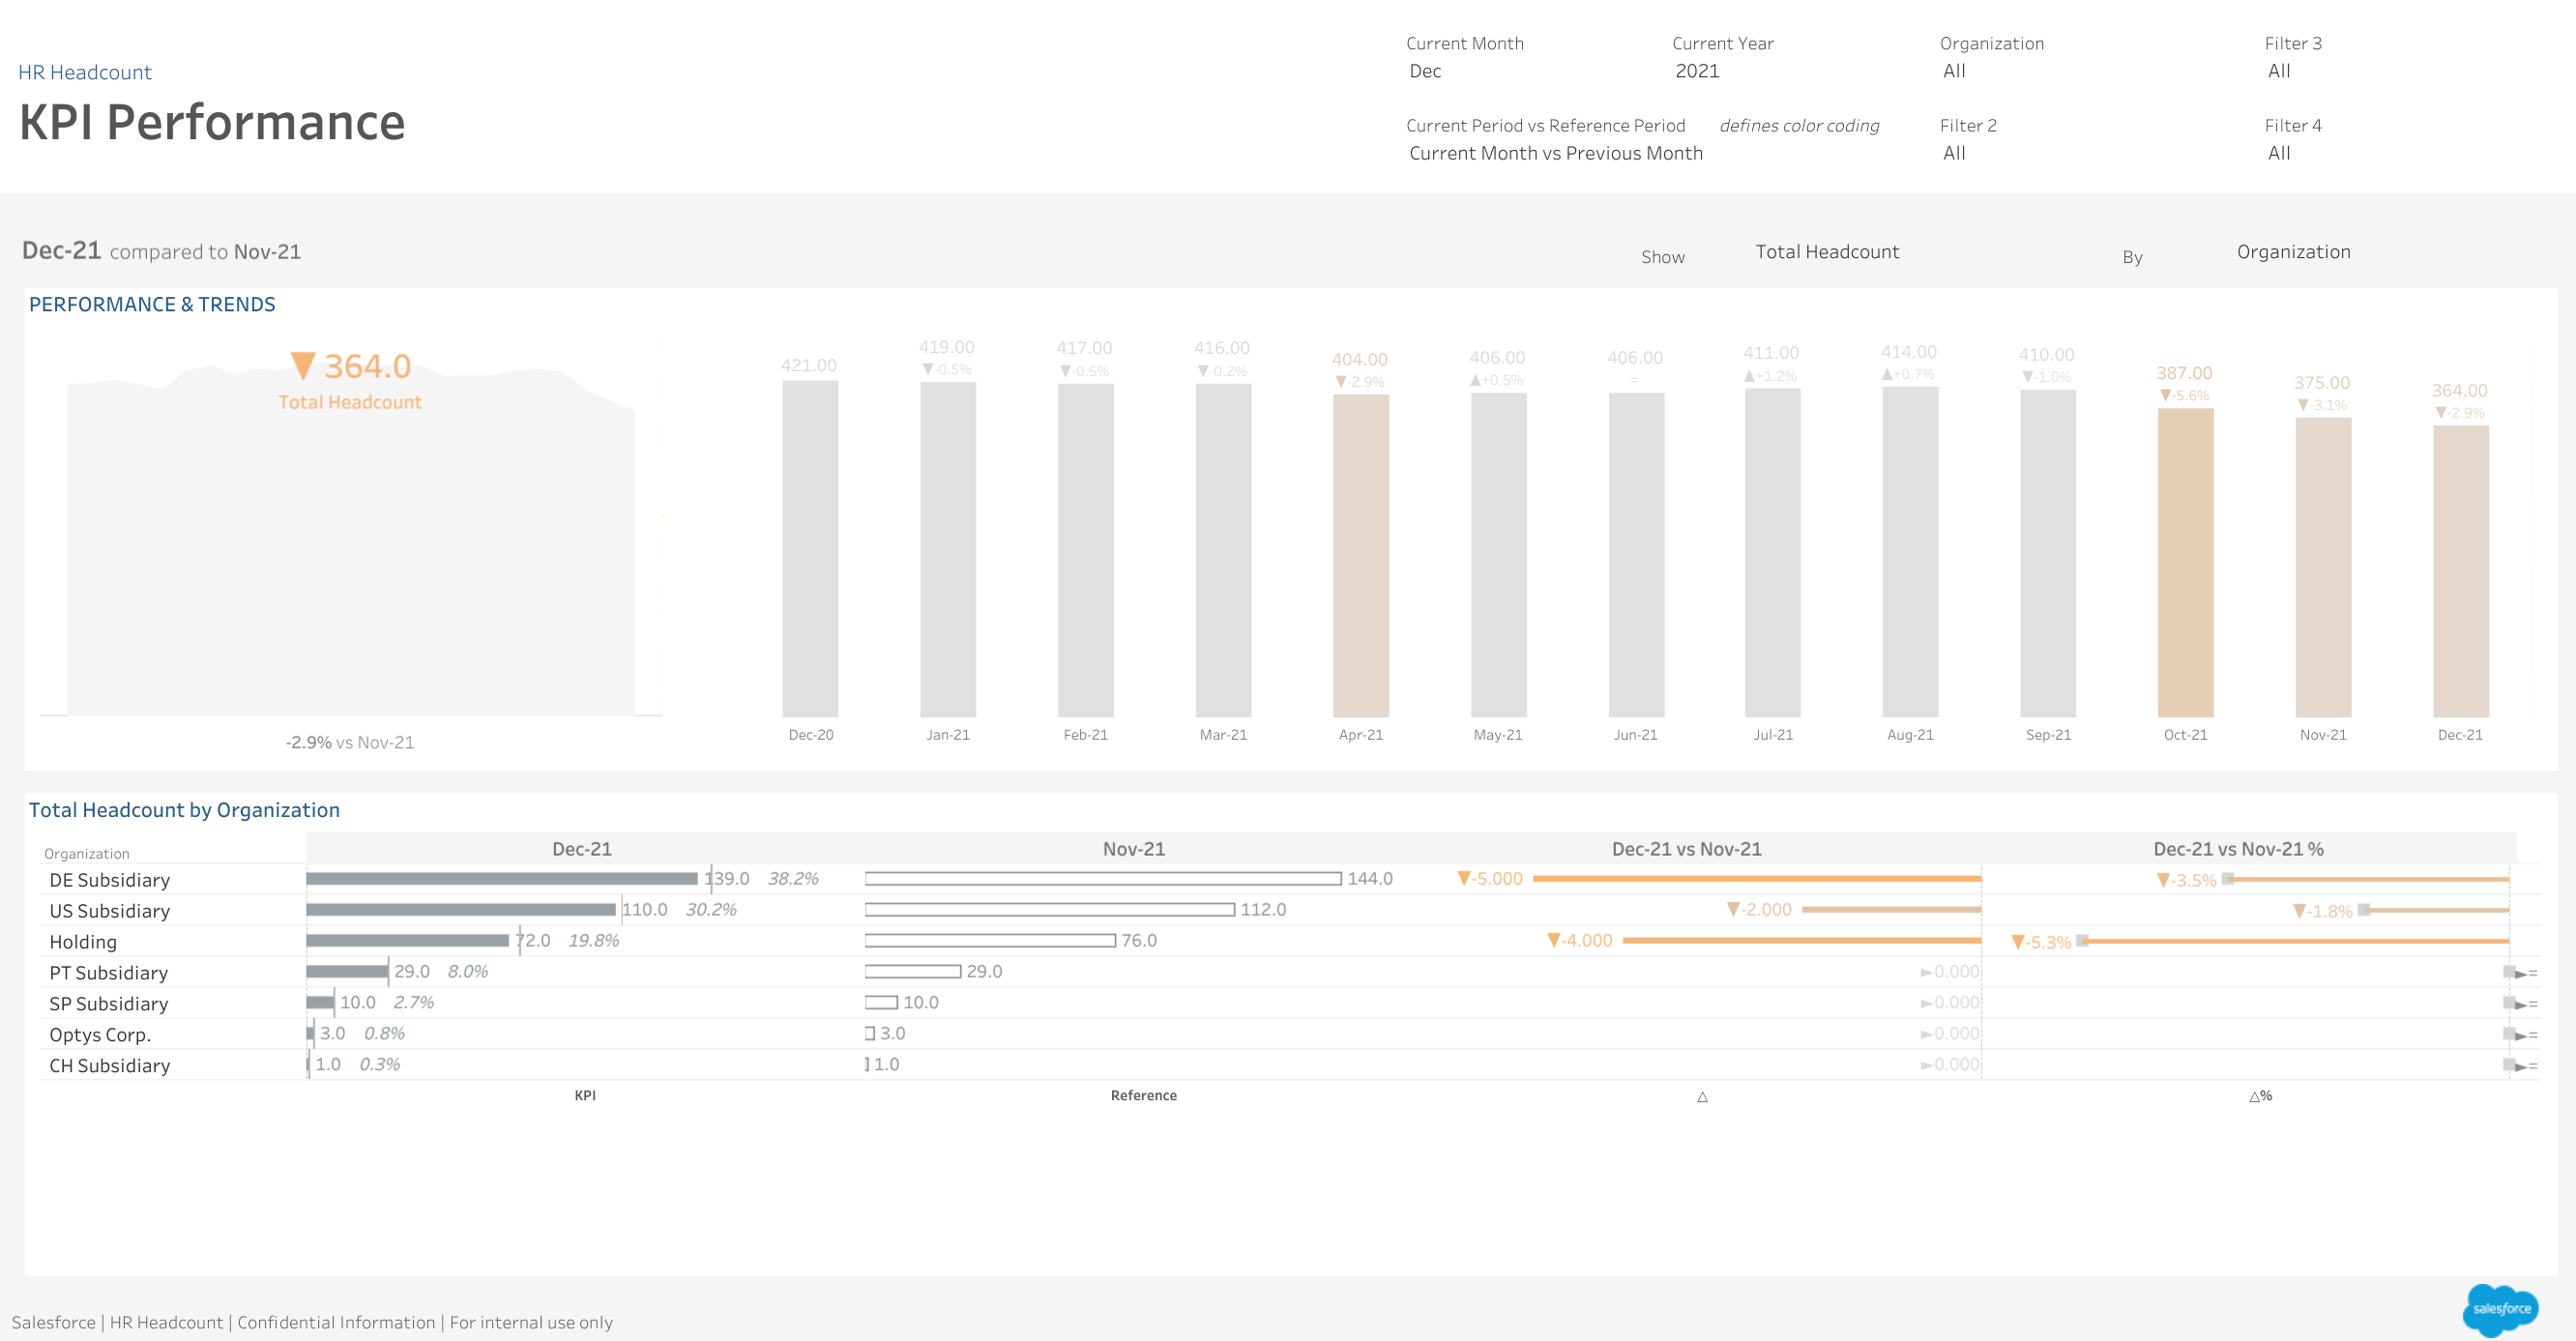 HR Headcount
KPI Performance
Current Month
Dec
Current Year
2021
Organization
All
Filter 3
All
Current Period vs Reference Period defines color coding
Current Month vs Previous Month
Filter 2
All
Filter 4
All
Dec-21 compared to Nov-21
Show Total Headcount By Organization
PERFORMANCE & TRENDS
▼ 364.0
Total Headcount
-2.9% vs Nov-21
421.00
419.00
▼-0.5%
417.00
▼-0.5%
416.00
▼-0.2%
404.00
▼-2.9%
406.00
▲+0.5%
406.00
=
411.00
▲+1.2%
414.00
▲+0.7%
410.00
▼-1.0%
387.00
▼-5.6%
375.00
▼-3.1%
364.00
▼-2.9%
Dec-20 Jan-21 Feb-21 Mar-21 Apr-21 May-21 Jun-21 Jul-21 Aug-21 Sep-21 Oct-21 Nov-21 Dec-21
Total Headcount by Organization
Organization Dec-21 Nov-21 Dec-21 vs Nov-21 Dec-21 vs Nov-21 %
DE Subsidiary 139.0 38.2% 144.0 ▼-5.000 ▼-3.5%
US Subsidiary 110.0 30.2% 112.0 ▼-2.000 ▼-1.8%
Holding 72.0 19.8% 76.0 ▼-4.000 ▼-5.3%
PT Subsidiary 29.0 8.0% 29.0 ►0.000 ►=
SP Subsidiary 10.0 2.7% 10.0 ►0.000 ►=
Optys Corp. 3.0 0.8% 3.0 ►0.000 ►=
CH Subsidiary 1.0 0.3% 1.0 ►0.000 ►=
KPI Reference △ △%
Salesforce | HR Headcount | Confidential Information | For internal use only
salesforce